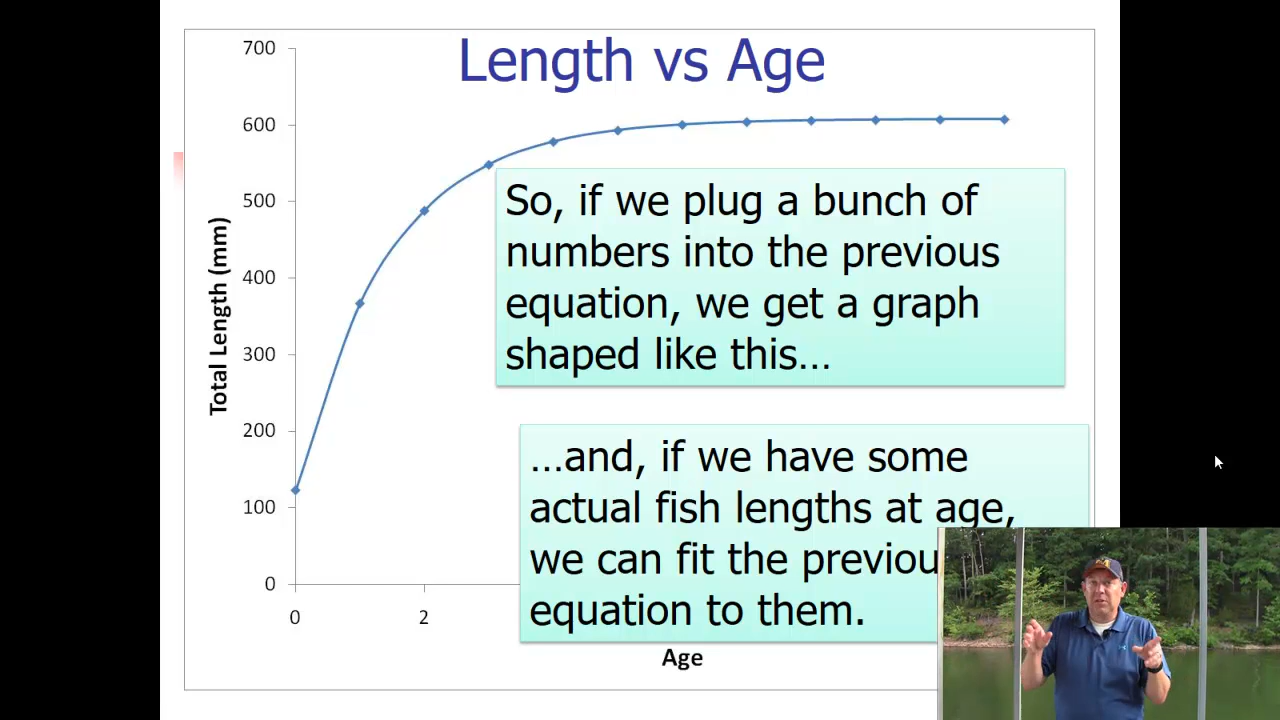 Length vs Age
700
600
500
400
300
200
100
0
Total Length (mm)
So, if we plug a bunch of
numbers into the previous
equation, we get a graph
shaped like this…
…and, if we have some
actual fish lengths at age,
we can fit the
equation to them.
0
2
Age